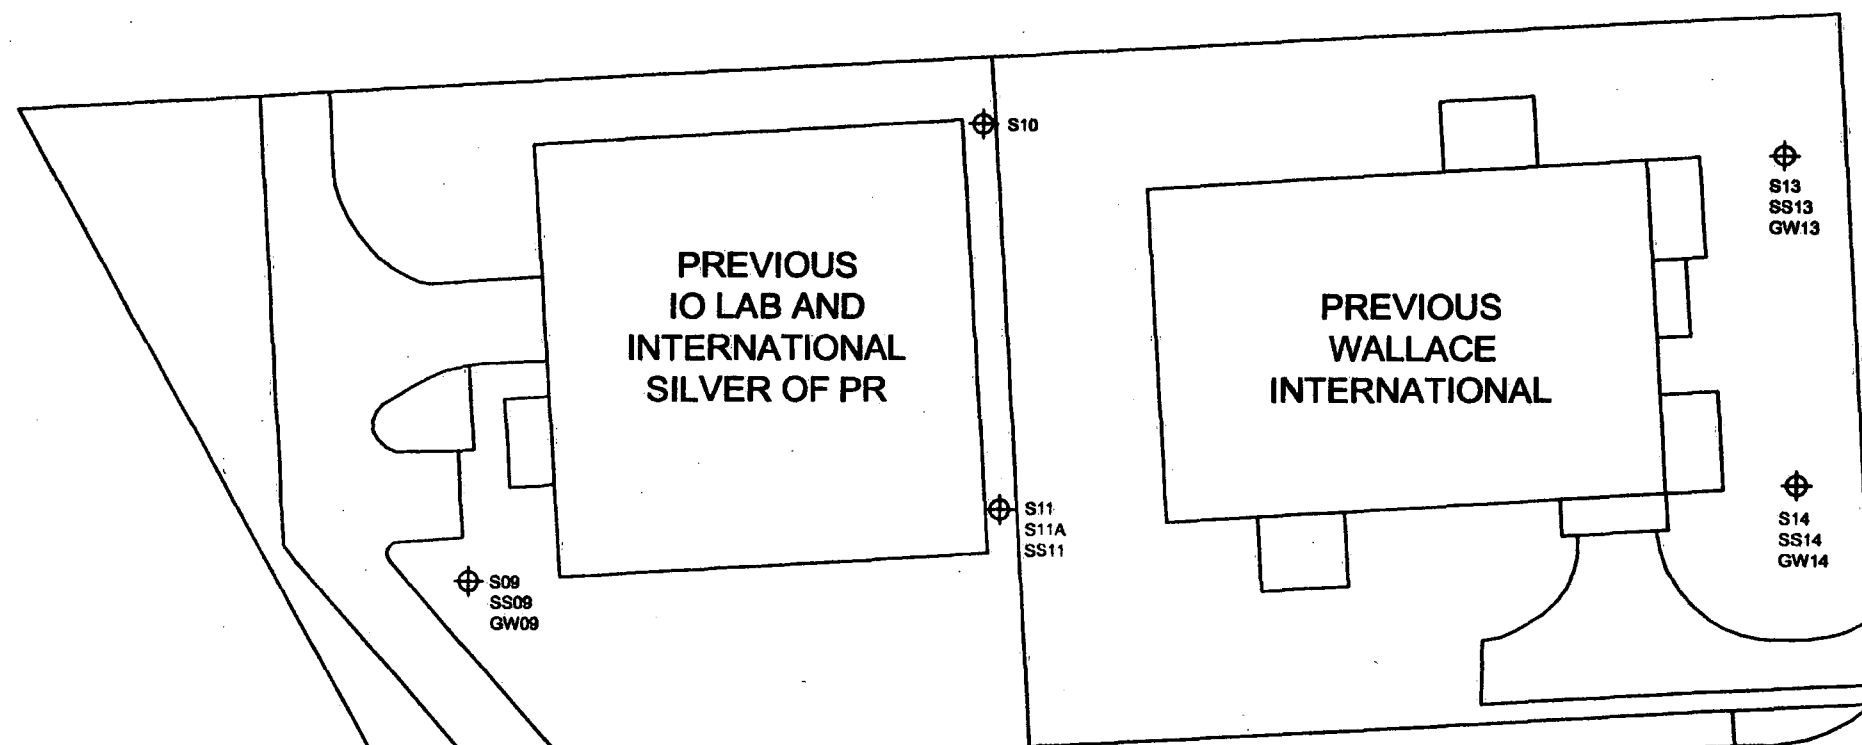 S10
S13
SS13
GW13
PREVIOUS
IO LAB AND
INTERNATIONAL
SILVER OF PR
PREVIOUS
WALLACE
INTERNATIONAL
S11
S11A
SS11
S14
SS14
GW14
S09
SS09
GW09